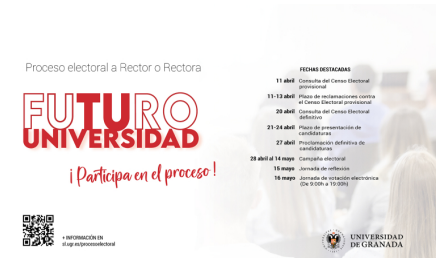 Proceso electoral a Rector o Rectora
FUTURO
UNIVERSIDAD
¡ Participa en el proceso !
+ INFORMACIÓN EN
sl.ugr.es/procesoelectoral
FECHAS DESTACADAS
11 abril Consulta del Censo Electoral
provisional
11-13 abril Plazo de reclamaciones contra
el Censo Electoral provisional
20 abril Consulta del Censo Electoral
definitivo
21-24 abril Plazo de presentación de
candidaturas
27 abril Proclamación definitiva de
candidaturas
28 abril al 14 mayo Campaña electoral
15 mayo Jornada de reflexión
16 mayo Jornada de votación electrónica
(De 9:00h a 19:00h)
UNIVERSIDAD
DE GRANADA